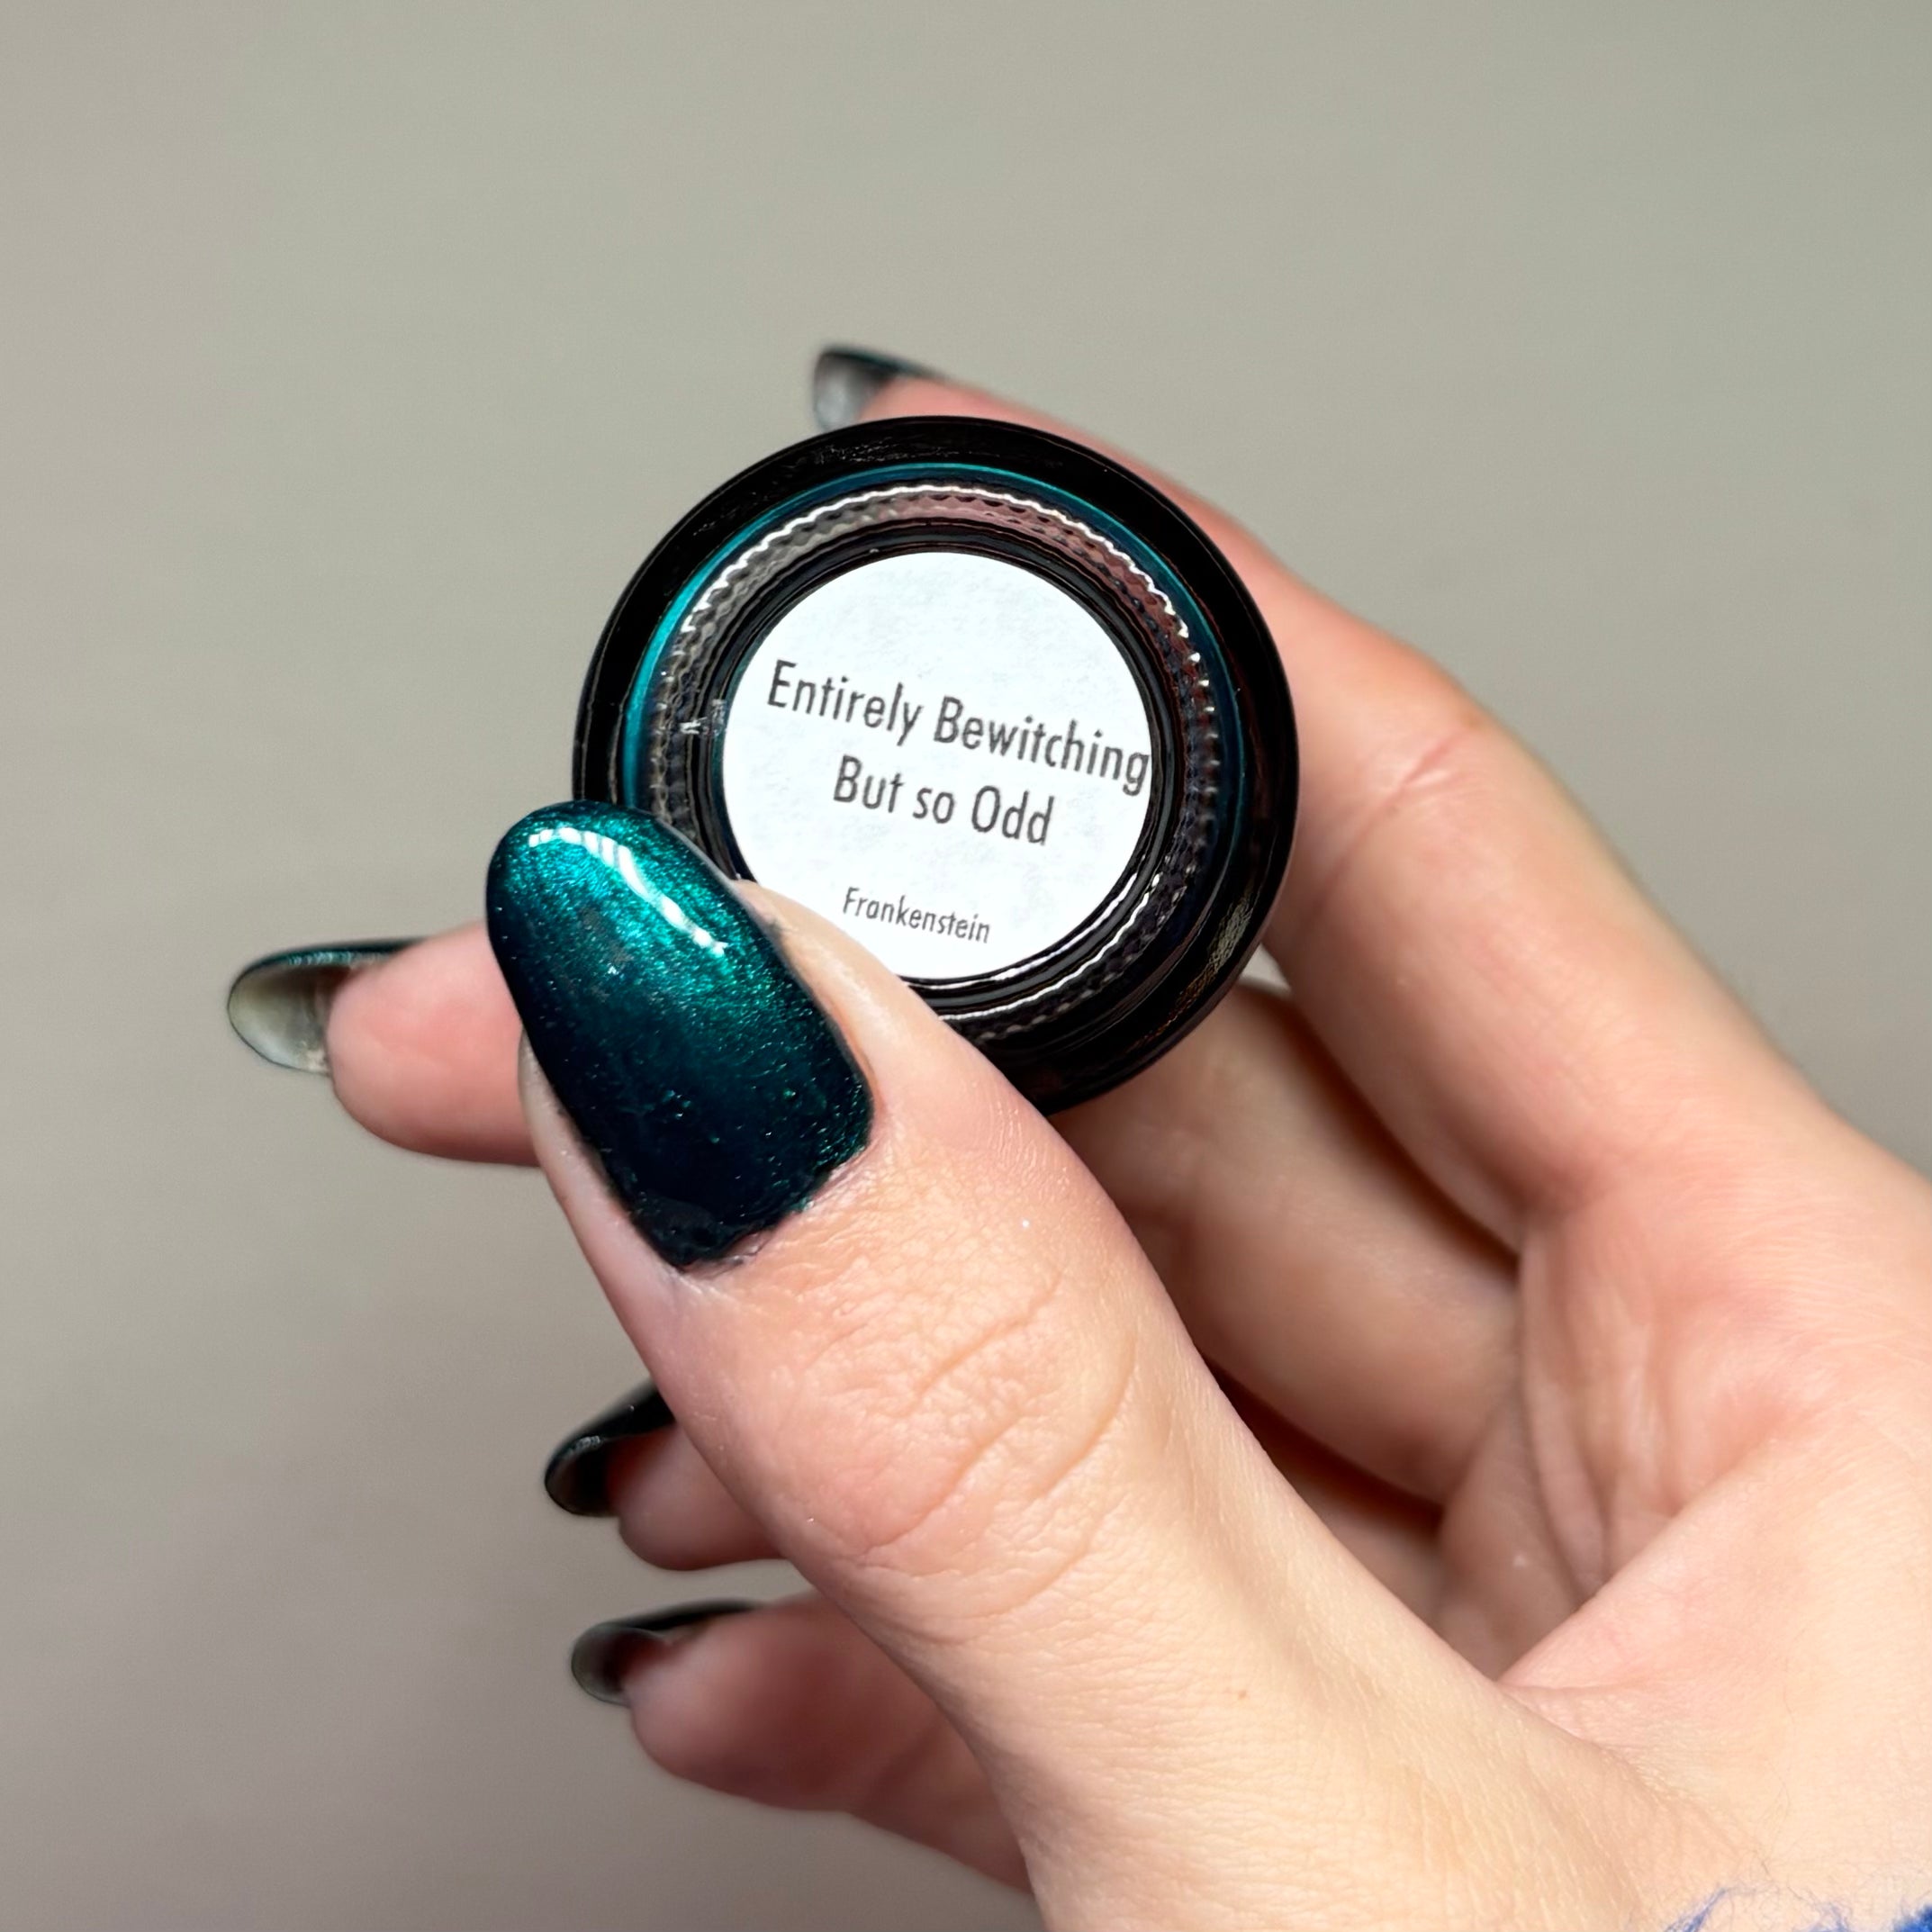 Entirely Bewitching
But so Odd
Frankenstein